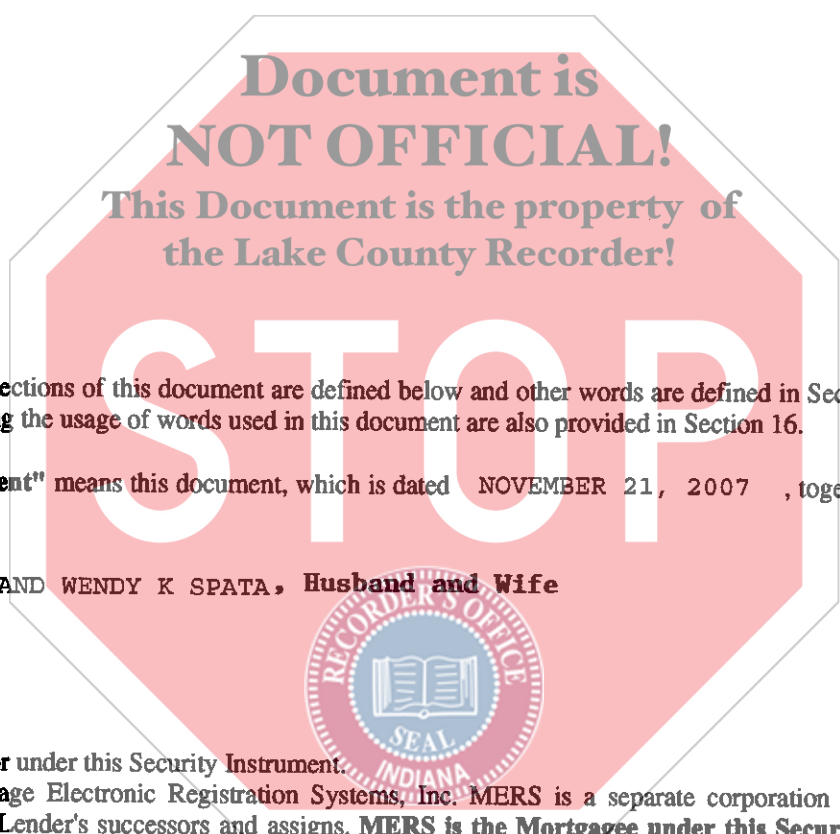 Document is
NOT OFFICIAL!
This Document is the property of
the Lake County Recorder!
STOP
ections of this document are defined below and other words are defined in Sec
g the usage of words used in this document are also provided in Section 16.
ent" means this document, which is dated NOVEMBER 21, 2007 , toge
AND WENDY K SPATA, Husband and Wife
RECORDER'S OFFICE
SEAL
INDIANA
r under this Security Instrument.
age Electronic Registration Systems, Inc. MERS is a separate corporation
Lender's successors and assigns. MERS is the Mortgagee under this Secur